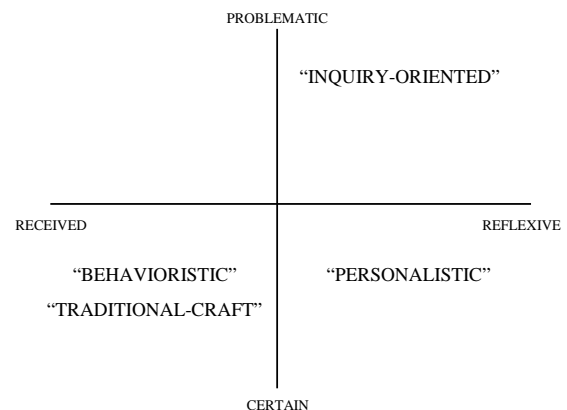 PROBLEMATIC
“INQUIRY-ORIENTED”
RECEIVED
REFLEXIVE
“BEHAVIORISTIC”
“PERSONALISTIC”
“TRADITIONAL-CRAFT”
CERTAIN